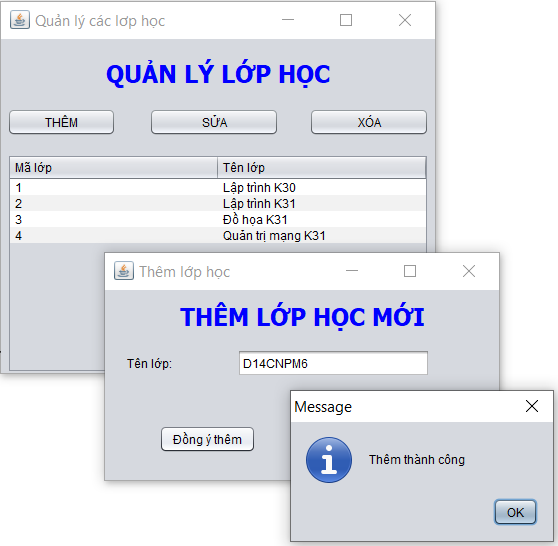 Quản lý các lơp học
QUẢN LÝ LỚP HỌC
THÊM SỬA XÓA
Mã lớp Tên lớp
1 Lập trình K30
2 Lập trình K31
3 Đồ họa K31
4 Quản trị mạng K31
Thêm lớp học
THÊM LỚP HỌC MỚI
Tên lớp: D14CNPM6
Đồng ý thêm
Message
Thêm thành công
OK